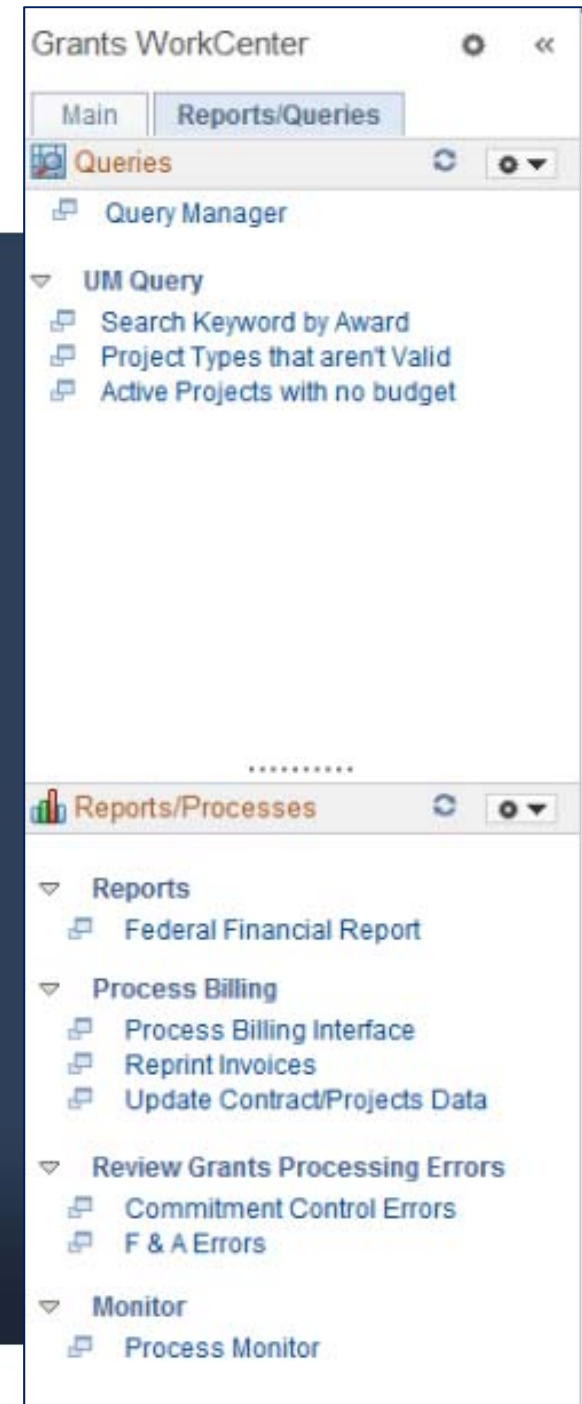 Grants WorkCenter «
Main Reports/Queries
Queries
Query Manager
UM Query
Search Keyword by Award
Project Types that aren't Valid
Active Projects with no budget
Reports/Processes
Reports
Federal Financial Report
Process Billing
Process Billing Interface
Reprint Invoices
Update Contract/Projects Data
Review Grants Processing Errors
Commitment Control Errors
F & A Errors
Monitor
Process Monitor